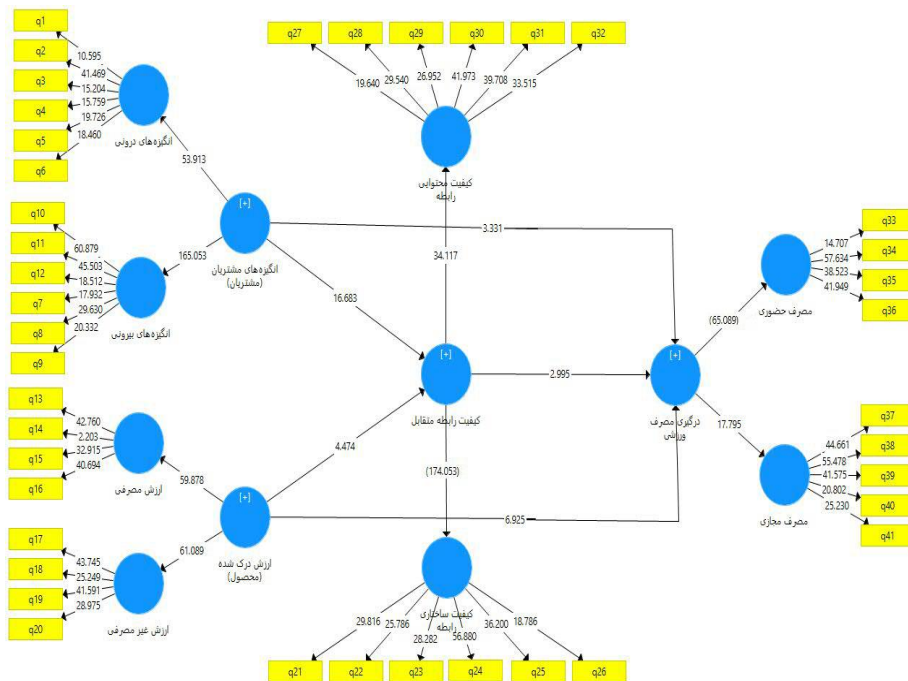 q1
q2
q3
q4
q5
q6
10.595
41.469
15.204
15.759
19.726
18.460
انگیزه‌های درونی
53.913
q10
q11
q12
q7
q8
q9
60.879
45.503
18.512
17.932
29.630
20.332
انگیزه‌های بیرونی
165.053
[+]
انگیزه‌های مشتریان
(مشتریان)
q13
q14
q15
q16
42.760
2.203
32.915
40.694
ارزش مصرفی
59.878
q17
q18
q19
q20
43.745
25.249
41.591
28.975
ارزش غیر مصرفی
61.089
[+]
ارزش درک شده
(محصول)
q27
q28
q29
q30
q31
q32
19.640
29.540
26.952
41.973
39.708
33.515
کیفیت محتوایی
رابطه
34.117
3.331
16.683
4.474
[+]
کیفیت رابطه متقابل
2.995
(174.053)
6.925
کیفیت ساختاری
رابطه
29.816
25.786
28.282
56.880
36.200
18.786
q21
q22
q23
q24
q25
q26
[+]
درگیری مصرف
ورزشی
(65.089)
17.795
مصرف حضوری
14.707
57.634
38.523
41.949
q33
q34
q35
q36
مصرف مجازی
44.661
55.478
41.575
20.802
25.230
q37
q38
q39
q40
q41